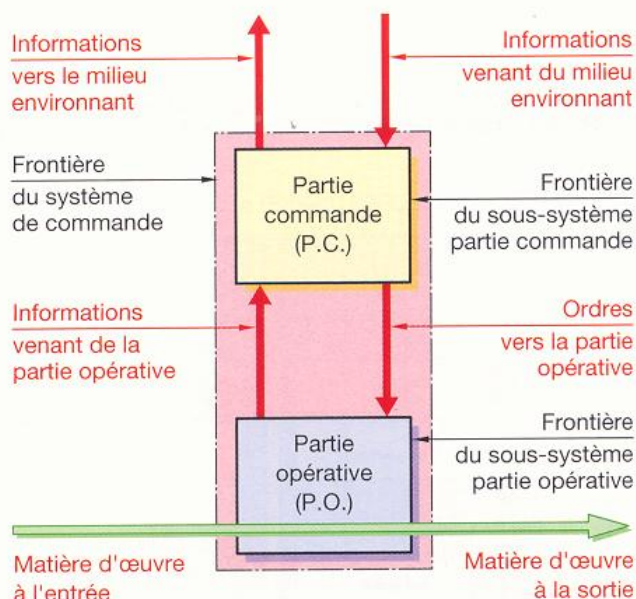 Informations
vers le milieu
environnant
Informations
venant du milieu
environnant
Frontière
du système
de commande
Partie
commande
(P.C.)
Frontière
du sous-système
partie commande
Informations
venant de la
partie opérative
Ordres
vers la partie
opérative
Partie
opérative
(P.O.)
Frontière
du sous-système
partie opérative
Matière d'œuvre
à l'entrée
Matière d'œuvre
à la sortie